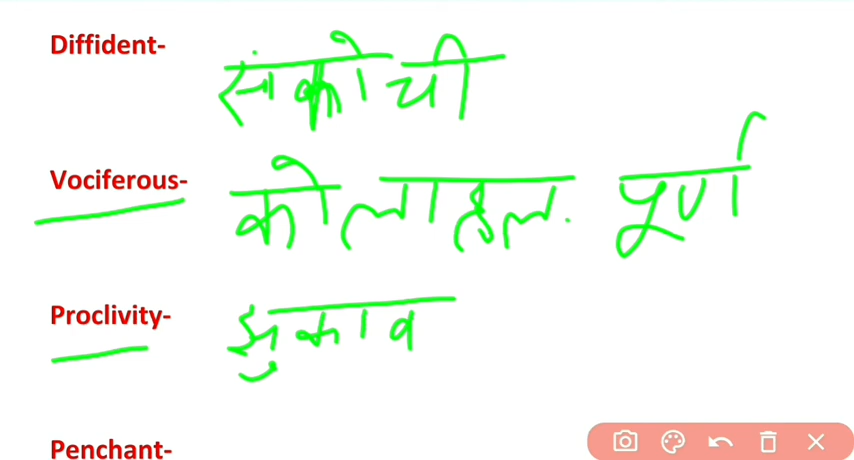 Diffident- संकोची
Vociferous- कोलाहल पूर्ण
Proclivity- झुकाव
Penchant-